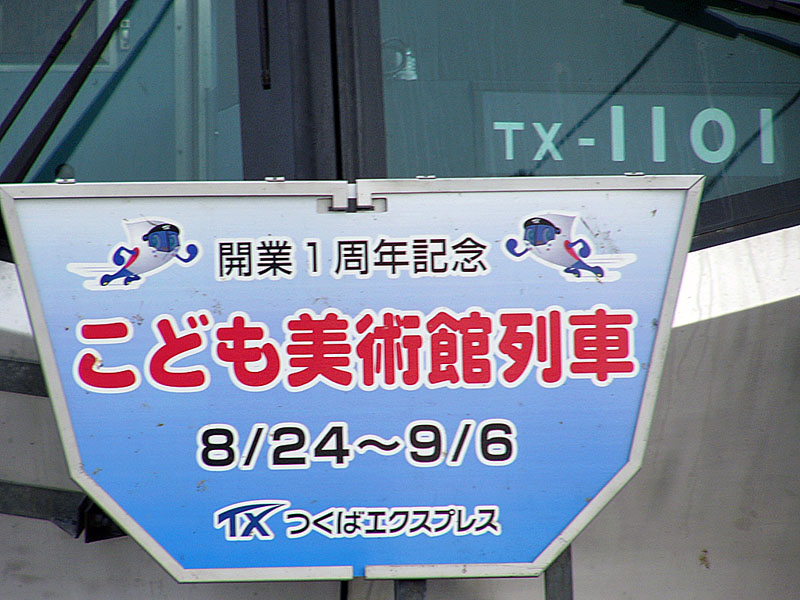 TX-1101
開業1周年記念
こども美術館列車
8/24～9/6
TX つくばエクスプレス